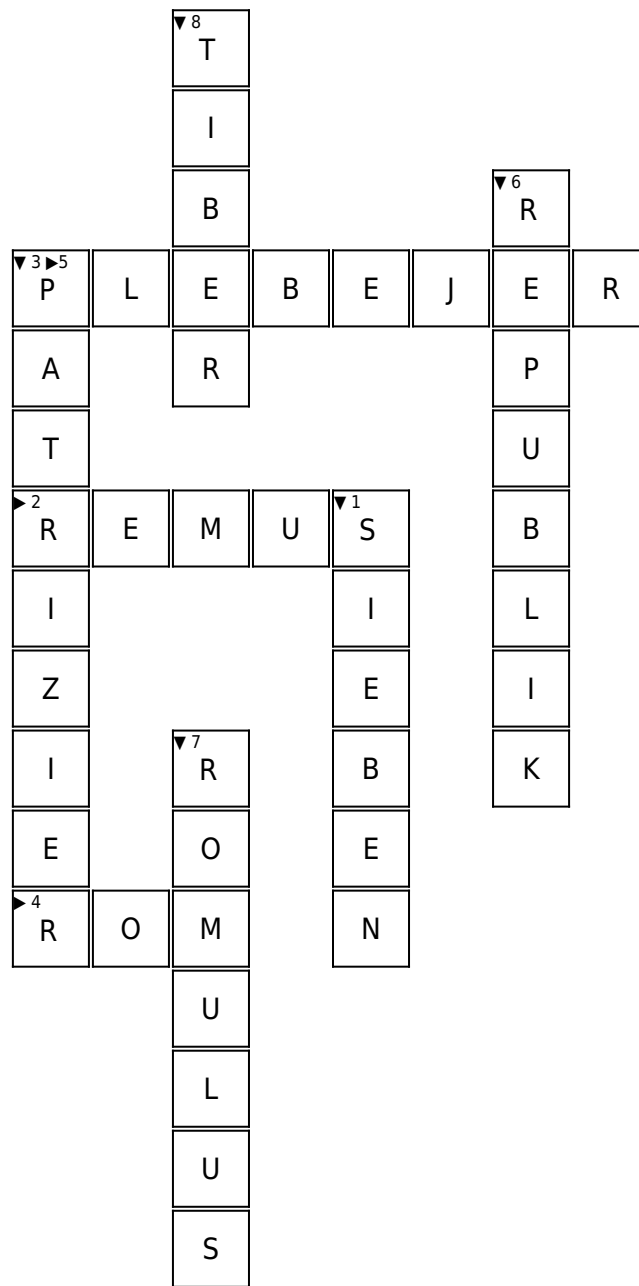 ▼ 8
T
I
B
▼ 6
R
▼ 3 ▶5
P L E B E J E R
A R P
T U
▶ 2 ▼ 1
R E M U S B
I I L
Z E I
▼ 7
I R B K
E O E
▶ 4
R O M N
U
L
U
S